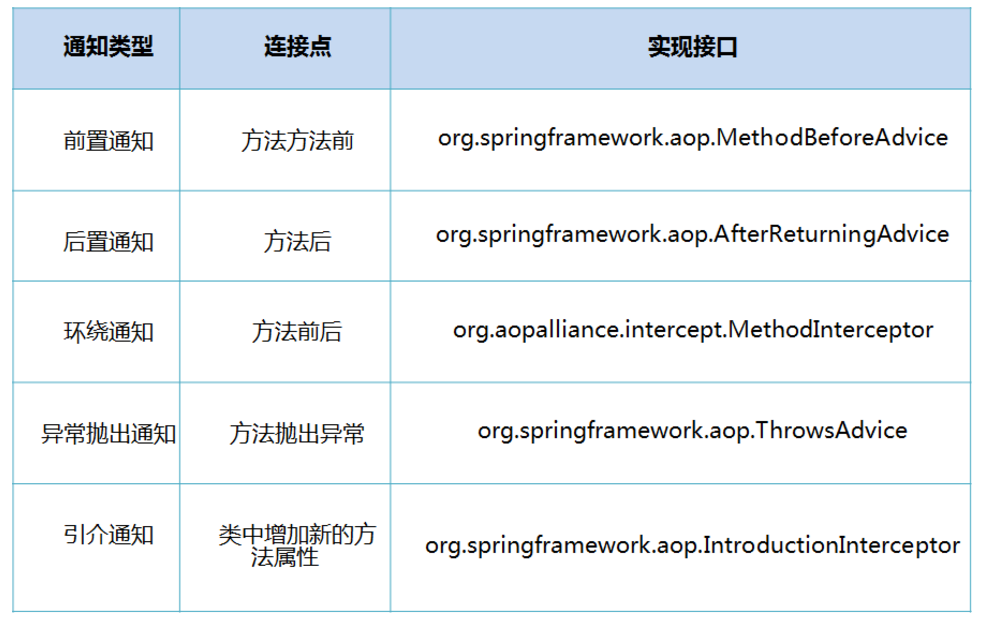 通知类型 连接点 实现接口
前置通知 方法方法前 org.springframework.aop.MethodBeforeAdvice
后置通知 方法后 org.springframework.aop.AfterReturningAdvice
环绕通知 方法前后 org.aopalliance.intercept.MethodInterceptor
异常抛出通知 方法抛出异常 org.springframework.aop.ThrowsAdvice
引介通知 类中增加新的方
法属性 org.springframework.aop.IntroductionInterceptor